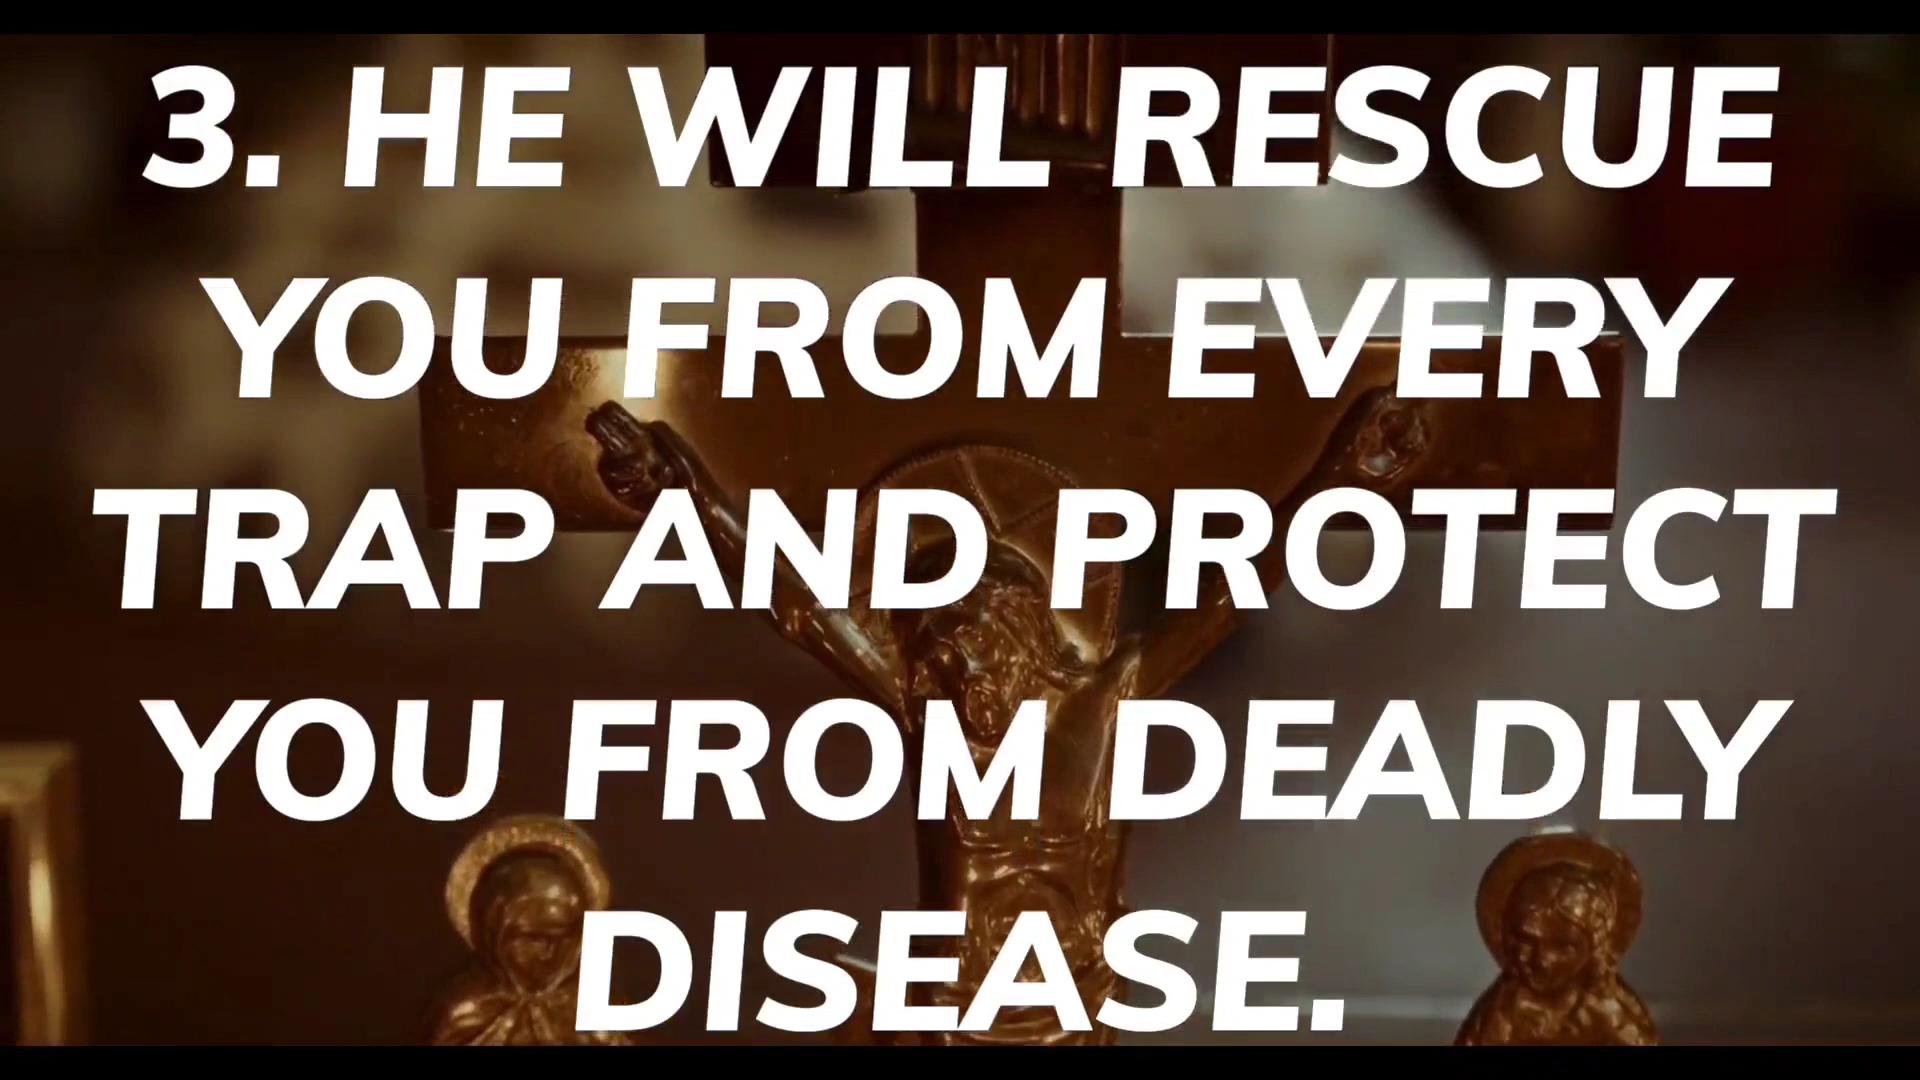 3. HE WILL RESCUE
YOU FROM EVERY
TRAP AND PROTECT
YOU FROM DEADLY
DISEASE.